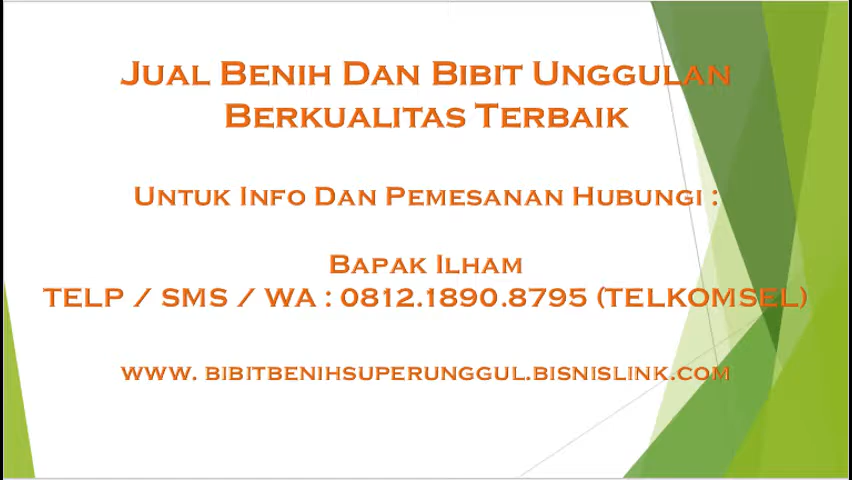 Jual Benih Dan Bibit Unggulan
Berkualitas Terbaik
Untuk Info Dan Pemesanan Hubungi :
Bapak Ilham
TELP / SMS / WA : 0812.1890.8795 (TELKOMSEL)
www. bibitbenihsuperunggul.bisnislink.com